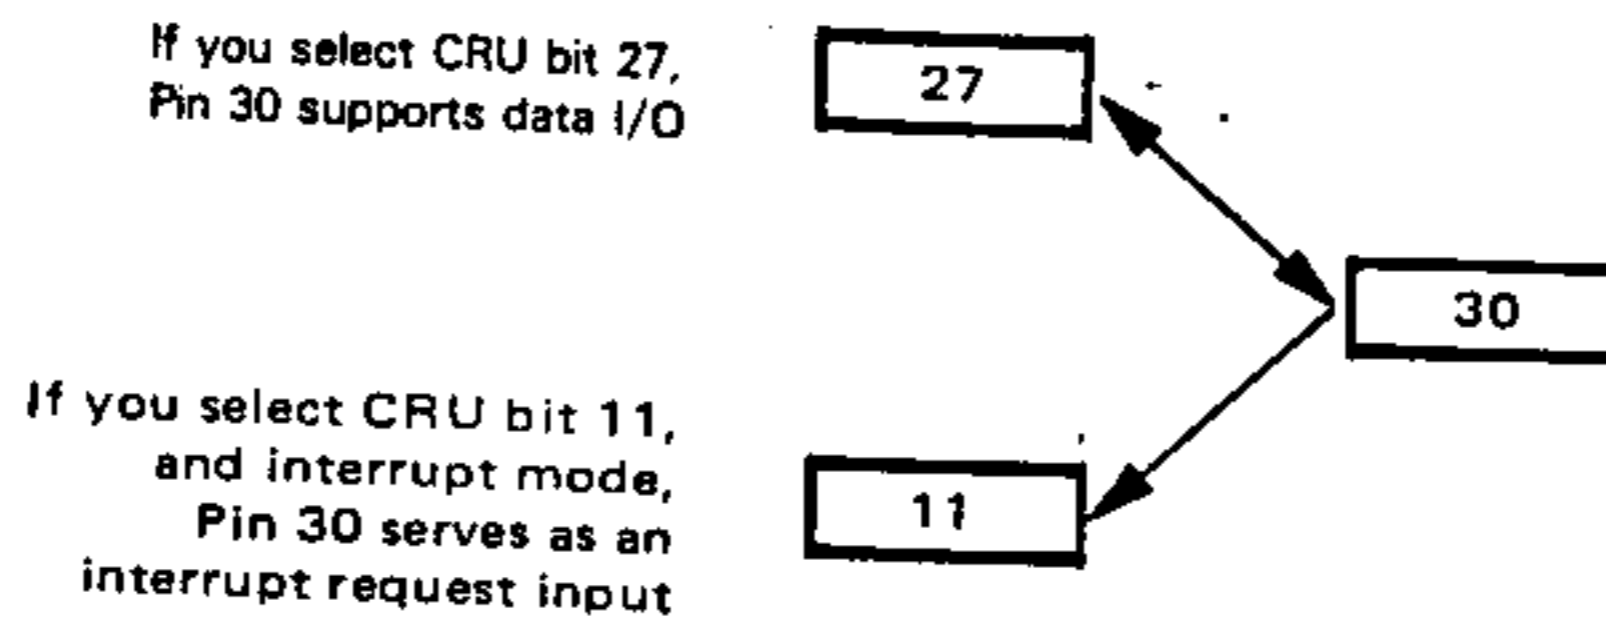 If you select CRU bit 27,
Pin 30 supports data I/O
27
30
If you select CRU bit 11,
and interrupt mode,
Pin 30 serves as an
interrupt request input
11